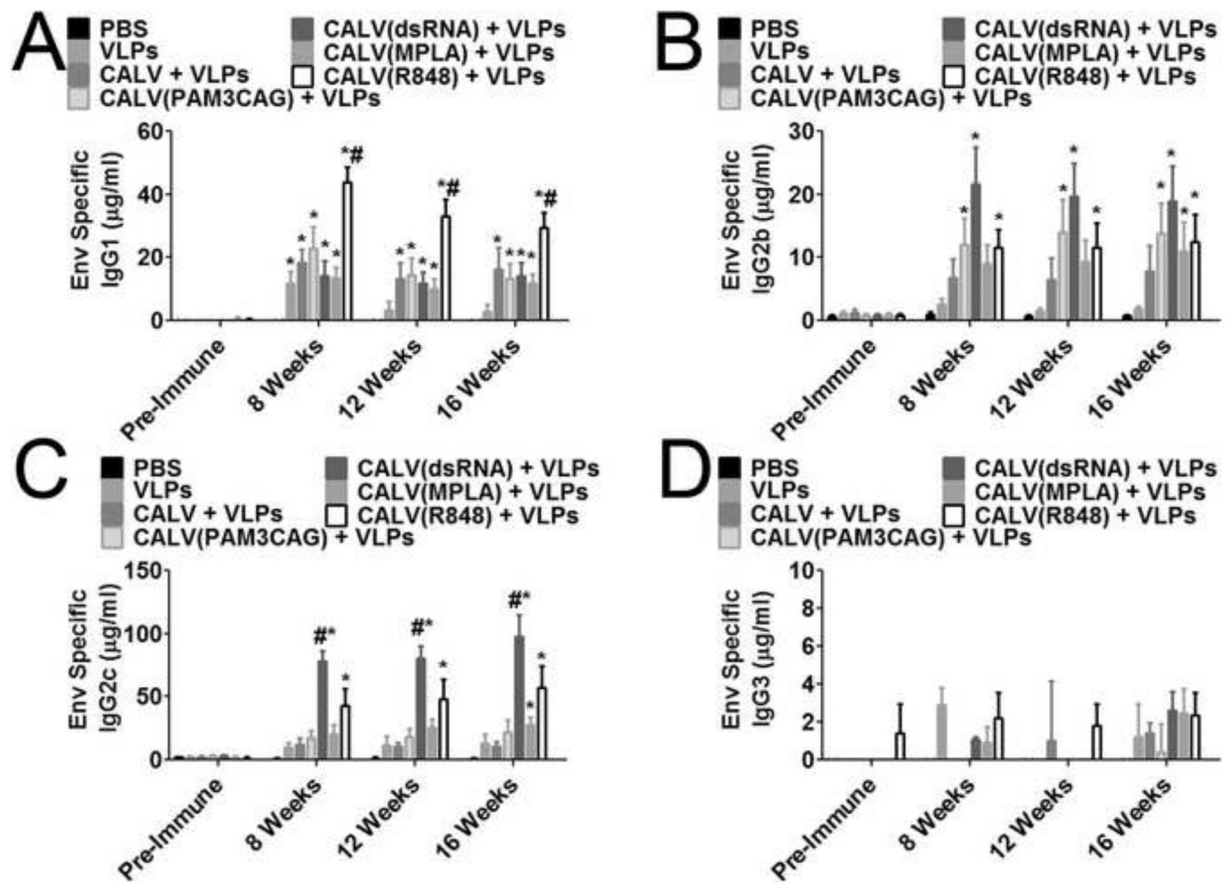 A
PBS
VLPs
CALV + VLPs
CALV(PAM3CAG) + VLPs
CALV(dsRNA) + VLPs
CALV(MPLA) + VLPs
CALV(R848) + VLPs
Env Specific
IgG1 (µg/ml)
60
40
20
0
*
*
*
*
*
*#
*
*
*
*
*#
*
*
*
*
*#
Pre-Immune
8 Weeks
12 Weeks
16 Weeks
B
PBS
VLPs
CALV + VLPs
CALV(PAM3CAG) + VLPs
CALV(dsRNA) + VLPs
CALV(MPLA) + VLPs
CALV(R848) + VLPs
Env Specific
IgG2b (µg/ml)
30
20
10
0
*
*
*
*
*
*
*
*
*
*
Pre-Immune
8 Weeks
12 Weeks
16 Weeks
C
PBS
VLPs
CALV + VLPs
CALV(PAM3CAG) + VLPs
CALV(dsRNA) + VLPs
CALV(MPLA) + VLPs
CALV(R848) + VLPs
Env Specific
IgG2c (µg/ml)
150
100
50
0
#*
*
#*
*
#*
*
*
Pre-Immune
8 Weeks
12 Weeks
16 Weeks
D
PBS
VLPs
CALV + VLPs
CALV(PAM3CAG) + VLPs
CALV(dsRNA) + VLPs
CALV(MPLA) + VLPs
CALV(R848) + VLPs
Env Specific
IgG3 (µg/ml)
10
8
6
4
2
0
Pre-Immune
8 Weeks
12 Weeks
16 Weeks